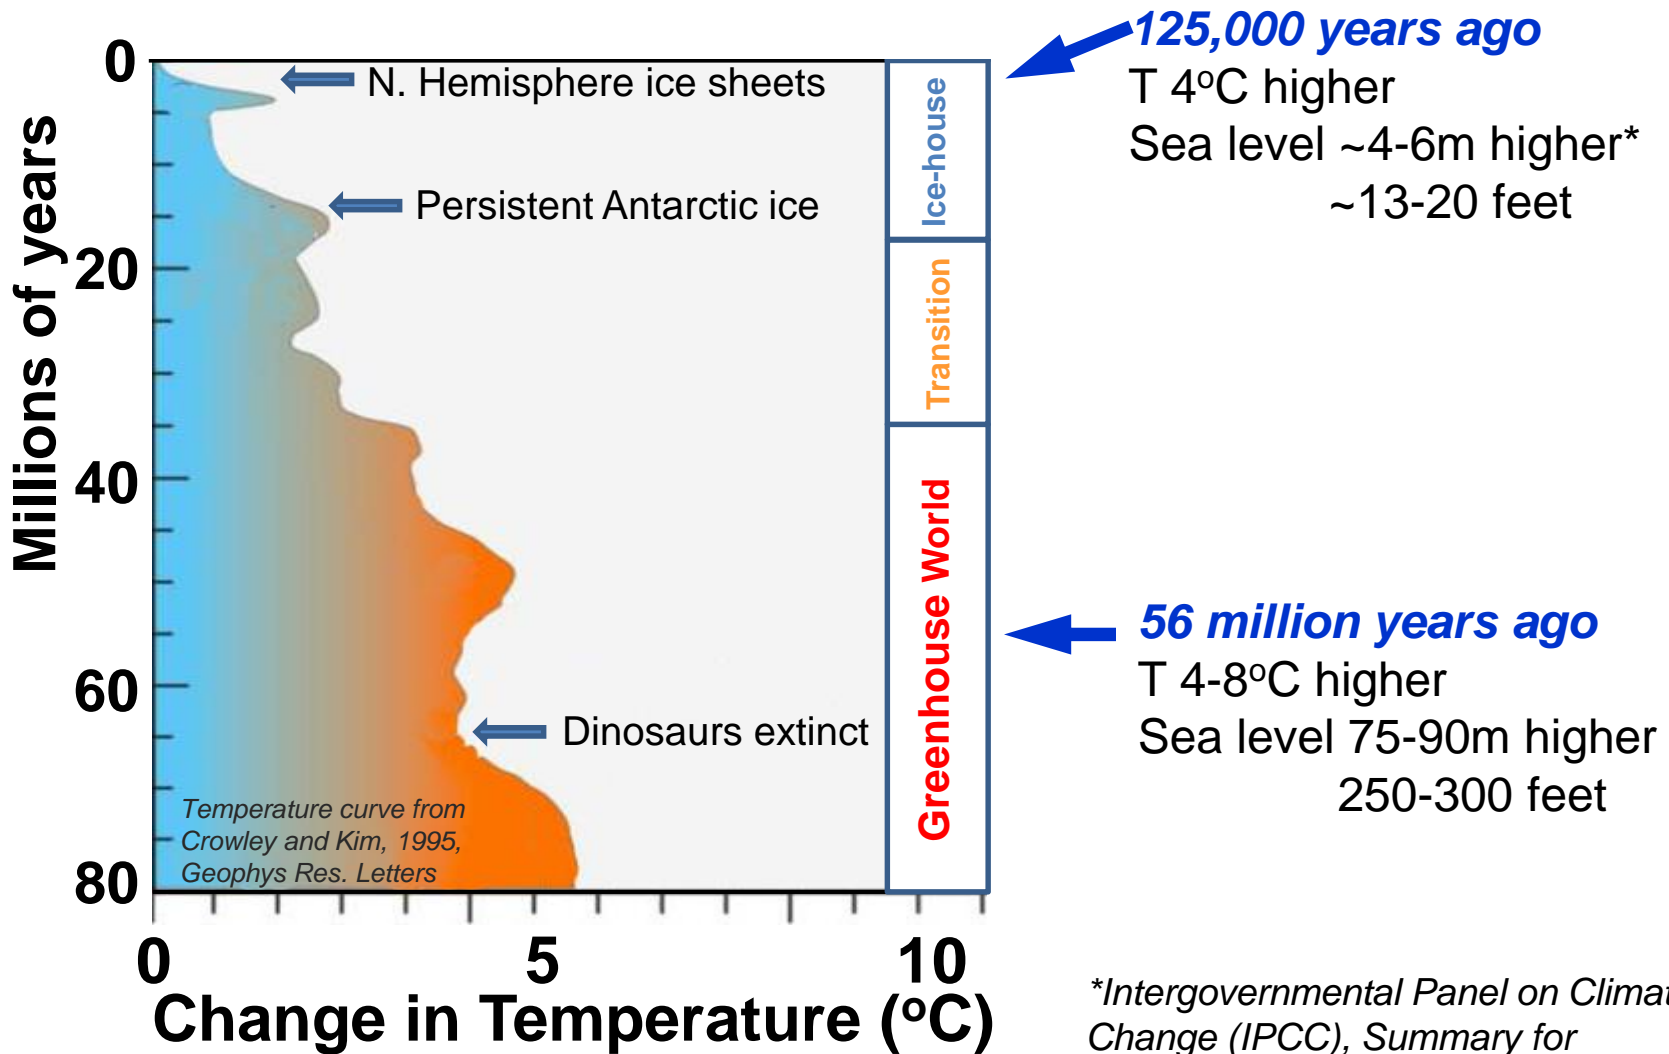 125,000 years ago
T 4oC higher
Sea level ~4-6m higher*
~13-20 feet
0
N. Hemisphere ice sheets
Persistent Antarctic ice
20
40
60
80
Millions of years
Ice-house
Transition
Greenhouse World
56 million years ago
T 4-8oC higher
Sea level 75-90m higher
250-300 feet
Dinosaurs extinct
Temperature curve from
Crowley and Kim, 1995,
Geophys Res. Letters
0 5 10
Change in Temperature (oC)
*Intergovernmental Panel on Climat
Change (IPCC), Summary for